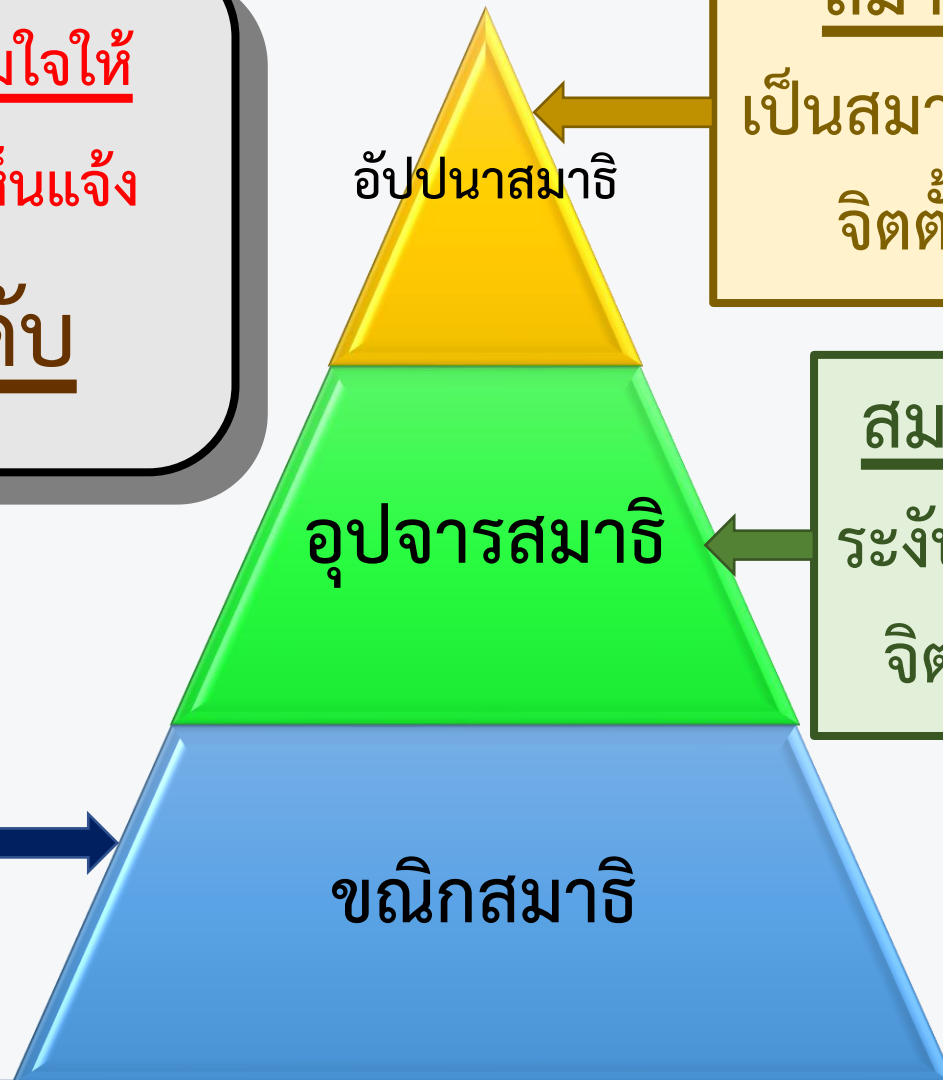 ใจให้
อัปปนาสมาธิ
เป็นสมา
ห็นแจ้ง
จิตตั้
ดับ
สม
อุปจารสมาธิ
ระงับ
จิต
ขณิกสมาธิ